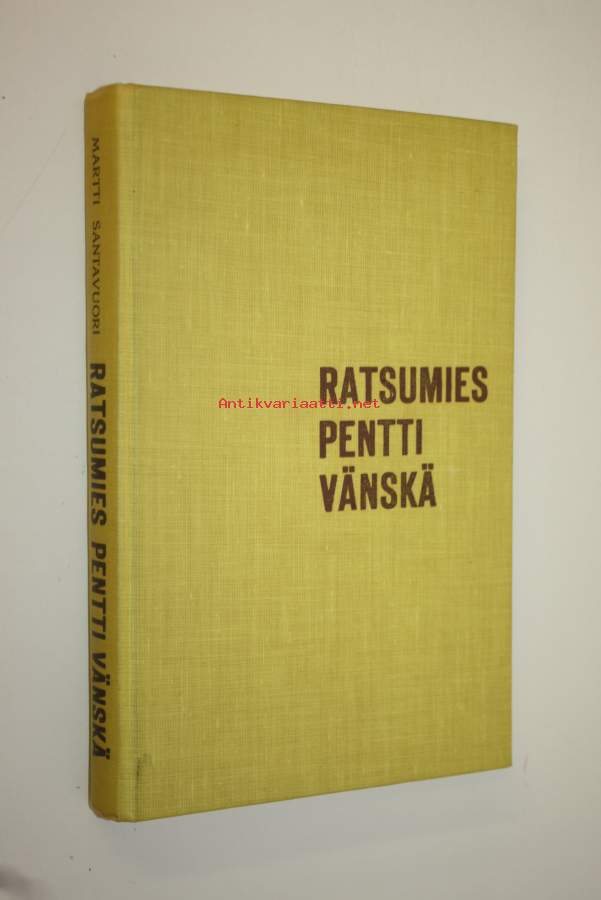 MARTTI SANTAVUORI
RATSUMIES PENTTI VÄNSKÄ
RATSUMIES
PENTTI
VÄNSKÄ
Antikvariaatti.net